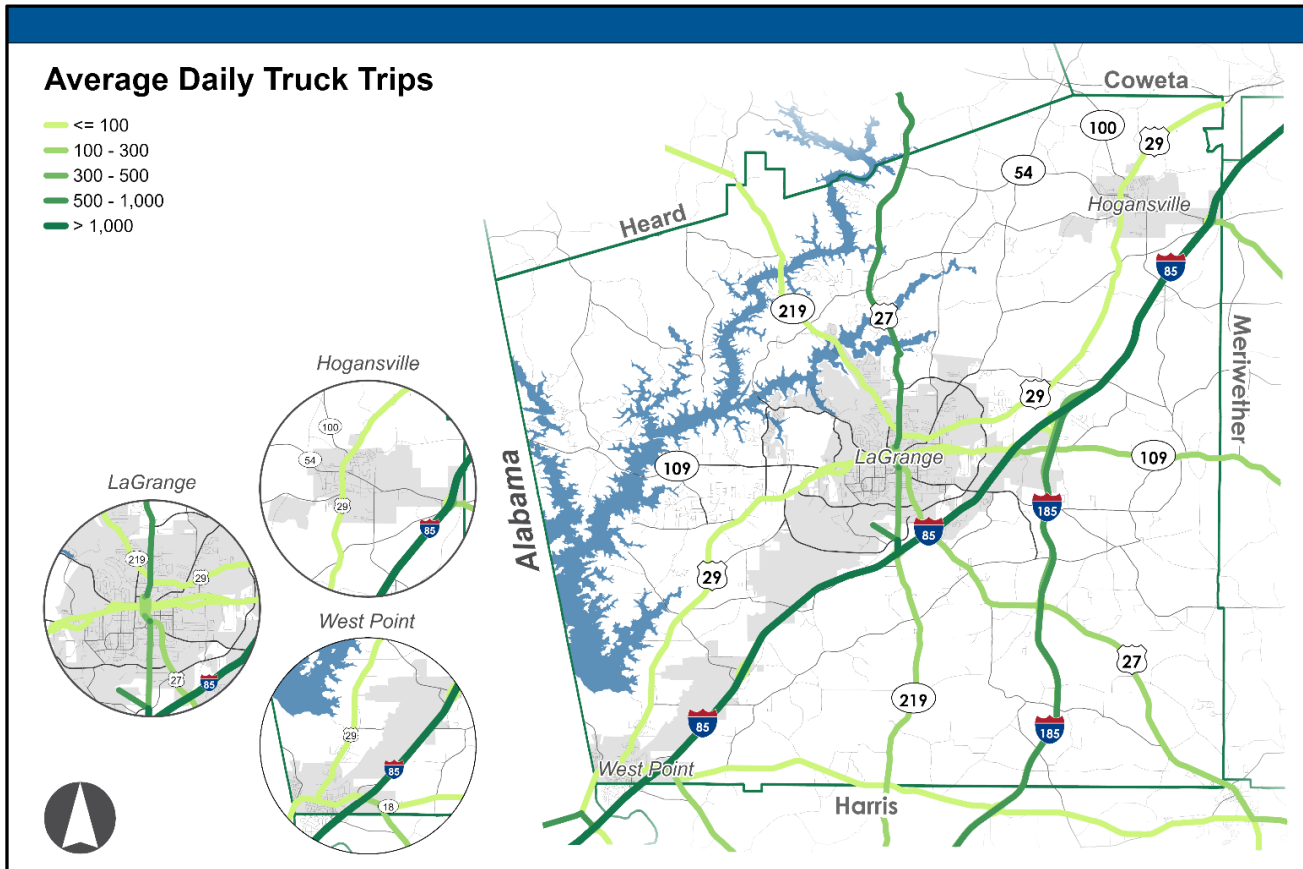 Average Daily Truck Trips
<= 100
100 - 300
300 - 500
500 - 1,000
> 1,000
Coweta
100
29
54
Hogansville
Heard
85
219
27
Meriwether
29
Alabama
109
LaGrange
109
185
85
29
27
219
85
185
West Point
Harris
Hogansville
100
54
29
85
LaGrange
219
29
27
85
West Point
29
85
18